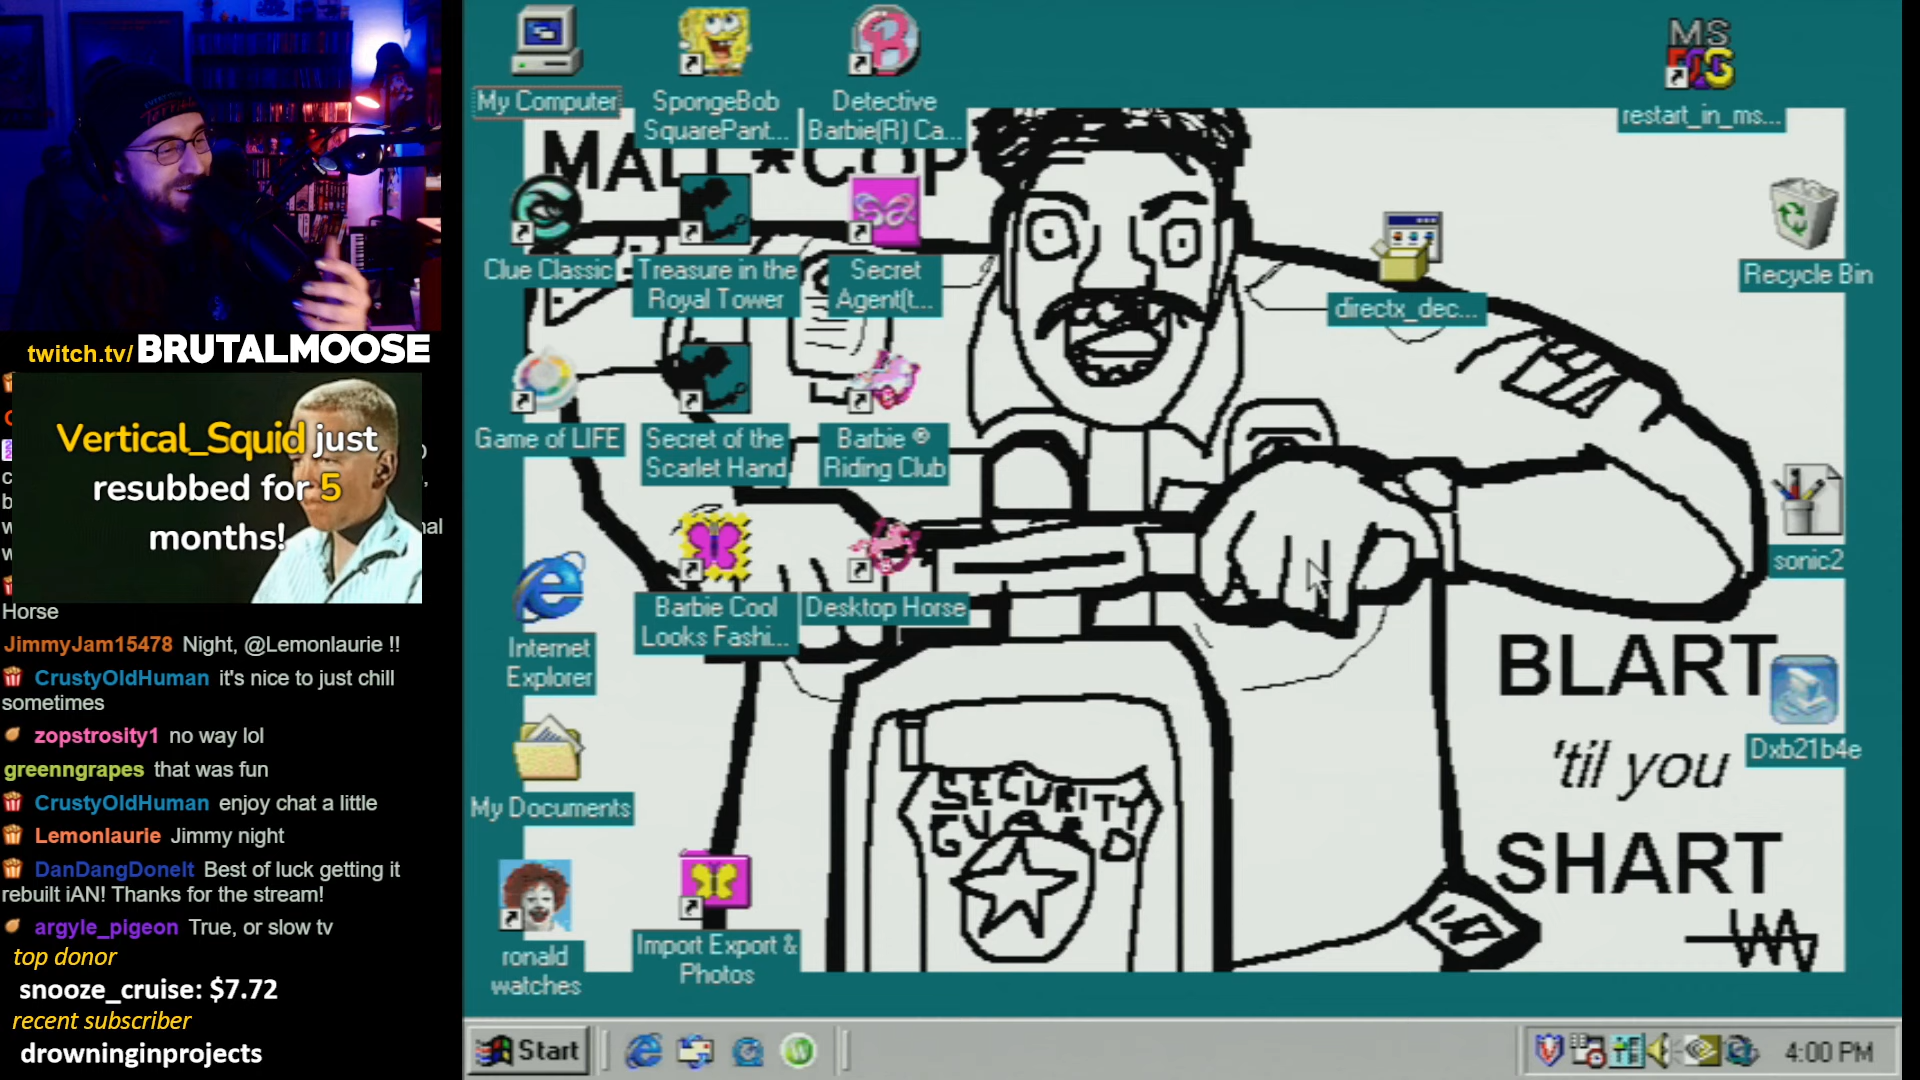 twitch.tv/BRUTALMOOSE
Vertical_Squid just
resubbed for 5
months!
Horse
JimmyJam15478 Night, @Lemonlaurie !!
CrustyOldHuman it's nice to just chill
sometimes
zopstrosity1 no way lol
greenngrapes that was fun
CrustyOldHuman enjoy chat a little
Lemonlaurie Jimmy night
DanDangDoneIt Best of luck getting it
rebuilt iAN! Thanks for the stream!
argyle_pigeon True, or slow tv
top donor
snooze_cruise: $7.72
recent subscriber
drowninginprojects
My Computer
SpongeBob
SquarePant...
Detective
Barbie(R) Ca...
MS
restart_in_ms...
MALL*COP
Clue Classic
Treasure in the
Royal Tower
Secret
Agent(t...
directx_dec...
Recycle Bin
Game of LIFE
Secret of the
Scarlet Hand
Barbie ®
Riding Club
Internet
Explorer
Barbie Cool
Looks Fashi...
Desktop Horse
sonic2
My Documents
BLART
'til you
SHART
Dxb21b4e
SECURITY
GUARD
ronald
watches
Import Export &
Photos
Start
4:00 PM